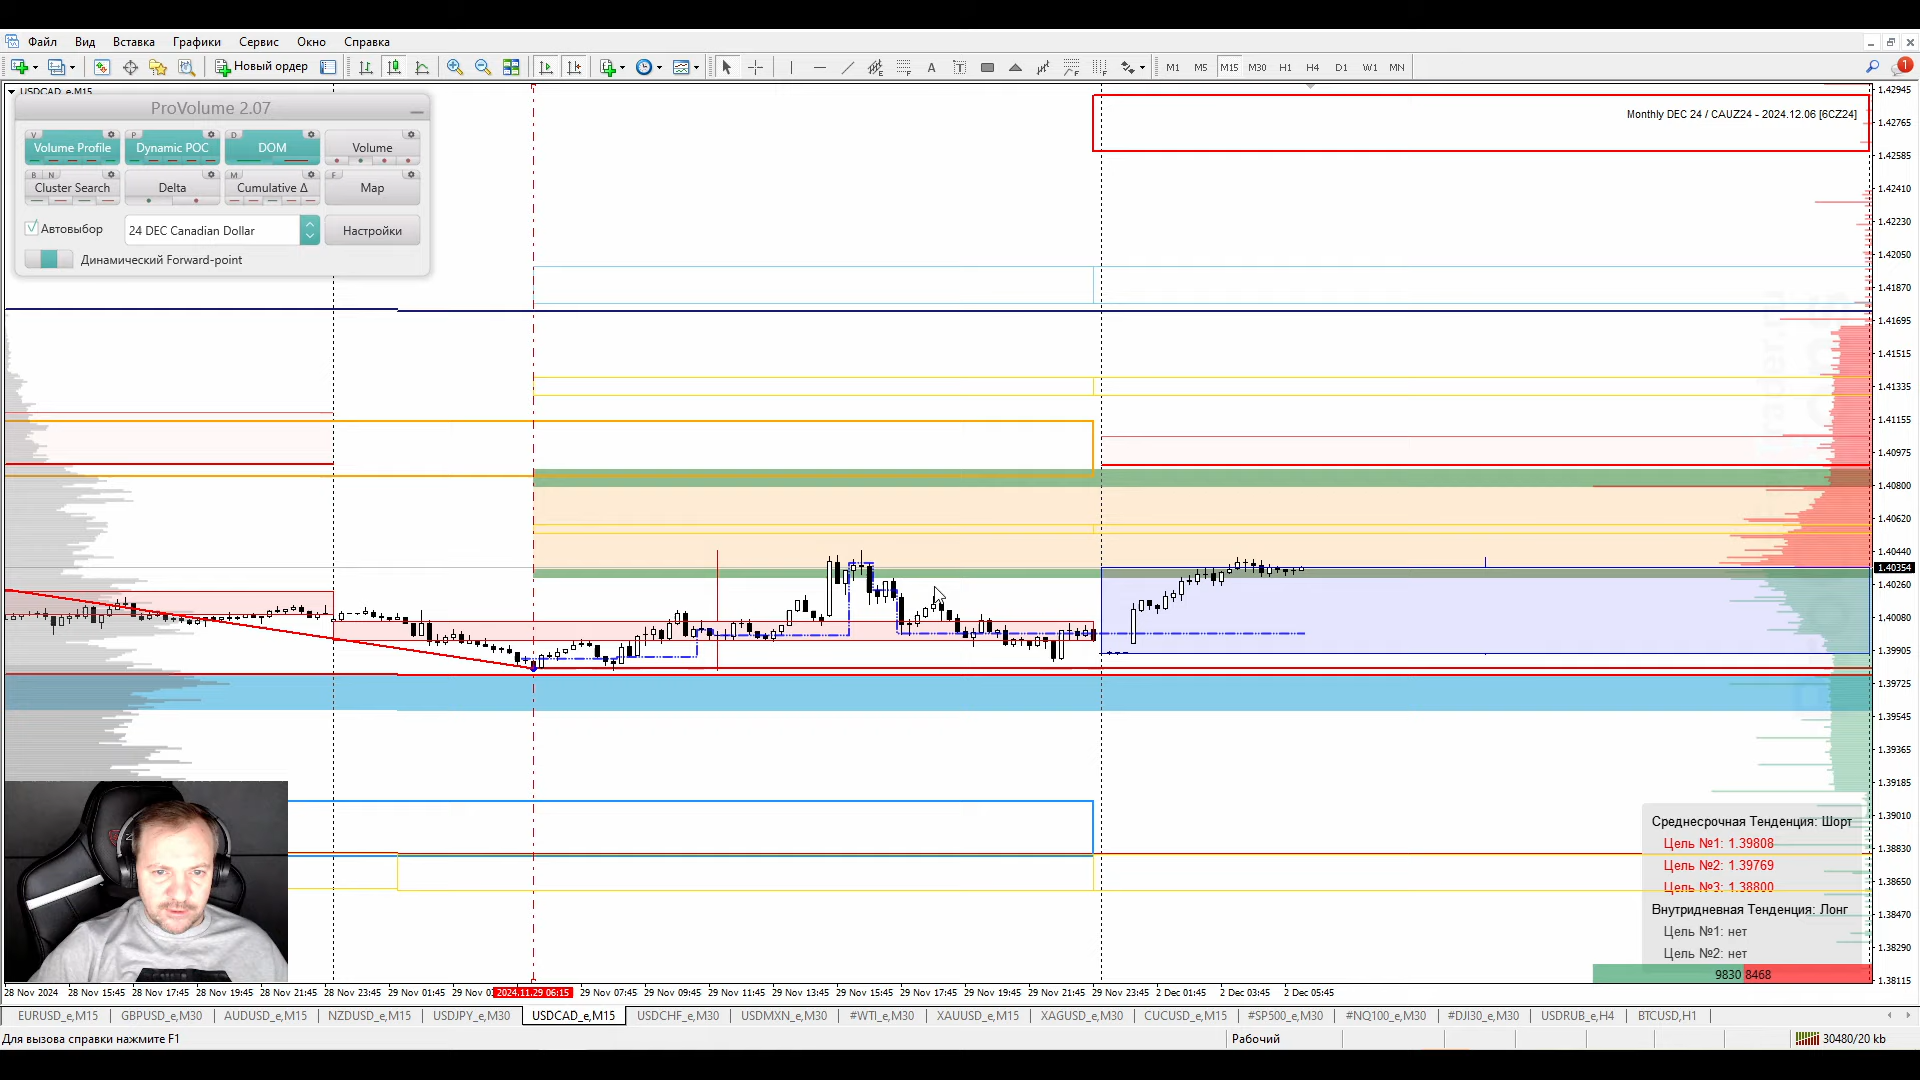 Файл Вид Вставка Графики Сервис Окно Справка
Новый ордер
A T M1 M5 M15 M30 H1 H4 D1 W1 MN 1
USDCAD_e,M15
ProVolume 2.07
V P D
Volume Profile Dynamic POC DOM Volume
B N M F
Cluster Search Delta Cumulative Δ Map
Автовыбор 24 DEC Canadian Dollar Настройки
Динамический Forward-point
Monthly DEC 24 / CAUZ24 - 2024.12.06 [6CZ24]
1.42945
1.42765
1.42585
1.42410
1.42230
1.42050
1.41870
1.41695
1.41515
1.41335
1.41155
1.40975
1.40800
1.40620
1.40440
1.40354
1.40260
1.40080
1.39905
1.39725
1.39545
1.39365
1.39185
1.39010
1.38830
1.38650
1.38470
1.38290
1.38115
Среднесрочная Тенденция: Шорт
Цель №1: 1.39808
Цель №2: 1.39769
Цель №3: 1.38800
Внутридневная Тенденция: Лонг
Цель №1: нет
Цель №2: нет
9830 8468
28 Nov 2024 28 Nov 15:45 28 Nov 17:45 28 Nov 19:45 28 Nov 21:45 28 Nov 23:45 29 Nov 01:45 29 Nov 0 2024.11.29 06:15 29 Nov 07:45 29 Nov 09:45 29 Nov 11:45 29 Nov 13:45 29 Nov 15:45 29 Nov 17:45 29 Nov 19:45 29 Nov 21:45 29 Nov 23:45 2 Dec 01:45 2 Dec 03:45 2 Dec 05:45
EURUSD_e,M15 GBPUSD_e,M30 AUDUSD_e,M15 NZDUSD_e,M15 USDJPY_e,M30 USDCAD_e,M15 USDCHF_e,M30 USDMXN_e,M30 #WTI_e,M30 XAUUSD_e,M15 XAGUSD_e,M30 CUCUSD_e,M15 #SP500_e,M30 #NQ100_e,M30 #DJI30_e,M30 USDRUB_e,H4 BTCUSD,H1
Для вызова справки нажмите F1 Рабочий 30480/20 kb